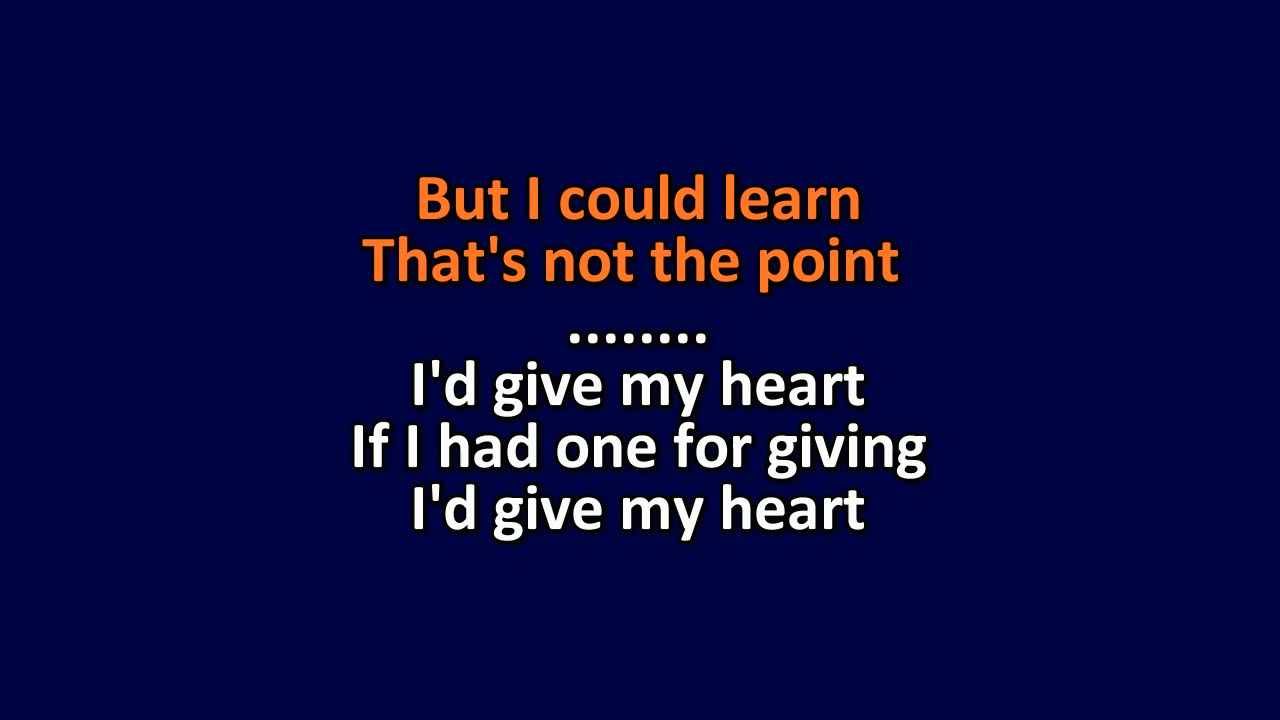 But I could learn
That's not the point
........
I'd give my heart
If I had one for giving
I'd give my heart